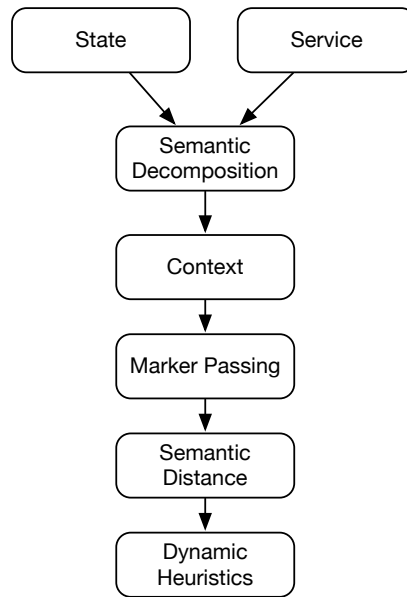 State
Service
Semantic
Decomposition
Context
Marker Passing
Semantic
Distance
Dynamic
Heuristics